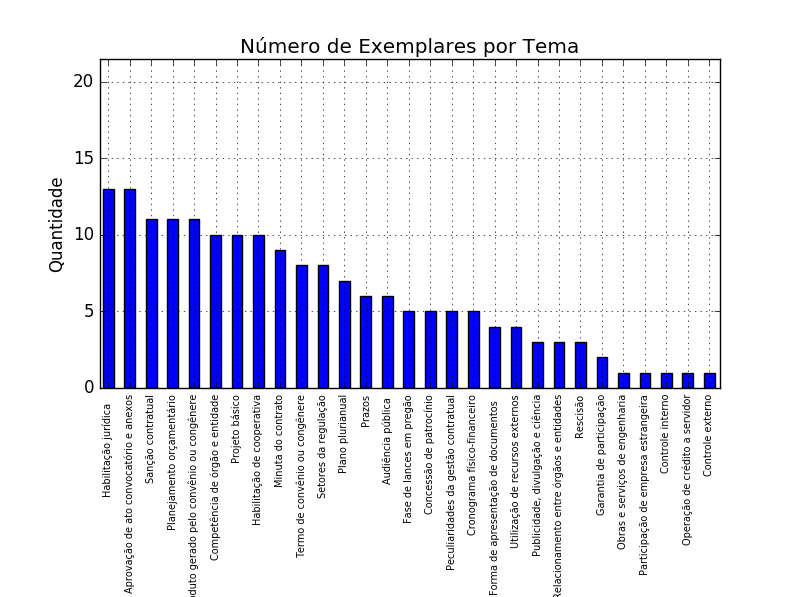 Número de Exemplares por Tema
Quantidade
20
15
10
5
0
Habilitação jurídica
Aprovação de ato convocatório e anexos
Sanção contratual
Planejamento orçamentário
duto gerado pelo convênio ou congênere
Competência de órgão e entidade
Projeto básico
Habilitação de cooperativa
Minuta do contrato
Termo de convênio ou congênere
Setores da regulação
Plano plurianual
Prazos
Audiência pública
Fase de lances em pregão
Concessão de patrocínio
Peculiaridades da gestão contratual
Cronograma físico-financeiro
Forma de apresentação de documentos
Utilização de recursos externos
Publicidade, divulgação e ciência
Relacionamento entre órgãos e entidades
Rescisão
Garantia de participação
Obras e serviços de engenharia
Participação de empresa estrangeira
Controle interno
Operação de crédito a servidor
Controle externo